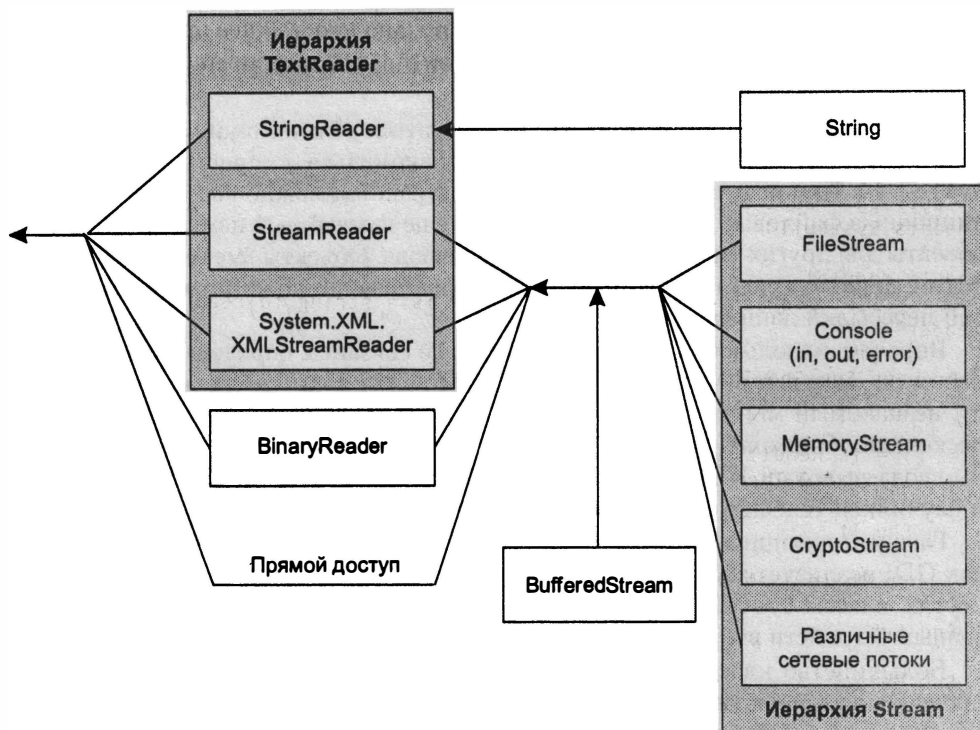 Иерархия
TextReader
StringReader
String
StreamReader
FileStream
System.XML.
XMLStreamReader
Console
(in, out, error)
BinaryReader
MemoryStream
Прямой доступ
CryptoStream
BufferedStream
Различные
сетевые потоки
Иерархия Stream